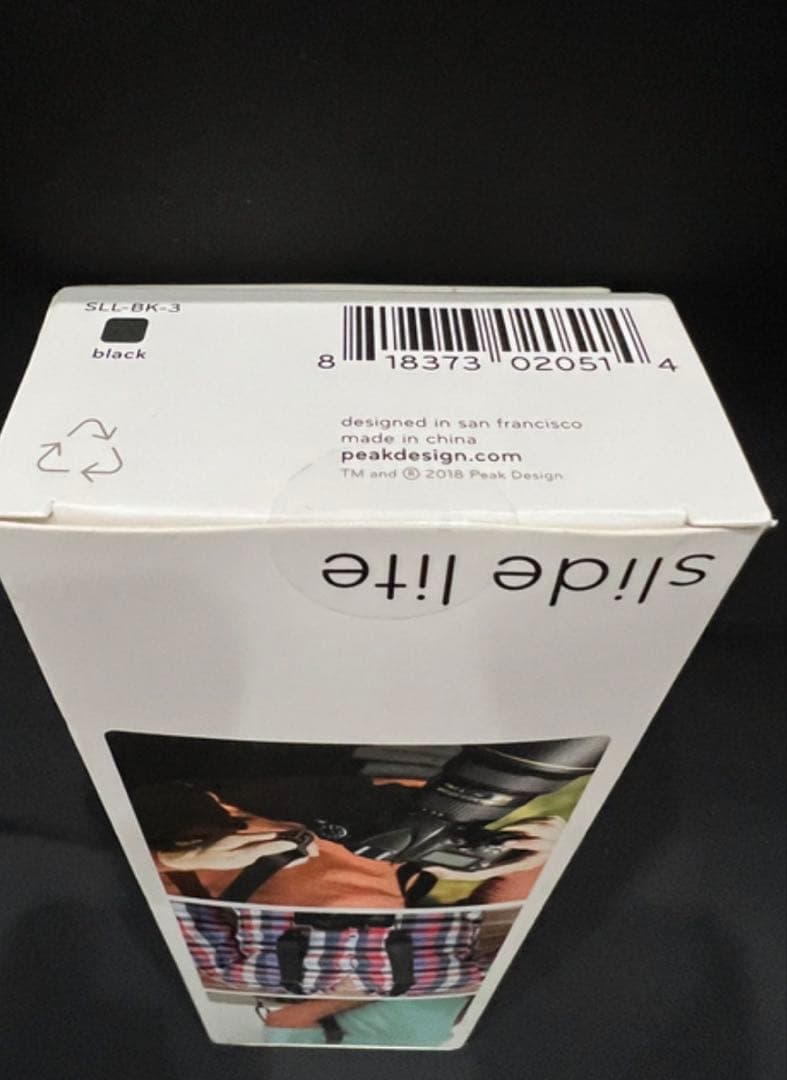 SLL-BK-3
black
8 18373 02051 4
designed in san francisco
made in china
peakdesign.com
TM and ® 2018 Peak Design
slide lite